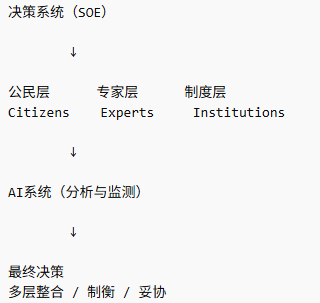 决策系统（SOE）
↓
公民层 专家层 制度层
Citizens Experts Institutions
↓
AI系统（分析与监测）
↓
最终决策
多层整合 / 制衡 / 妥协